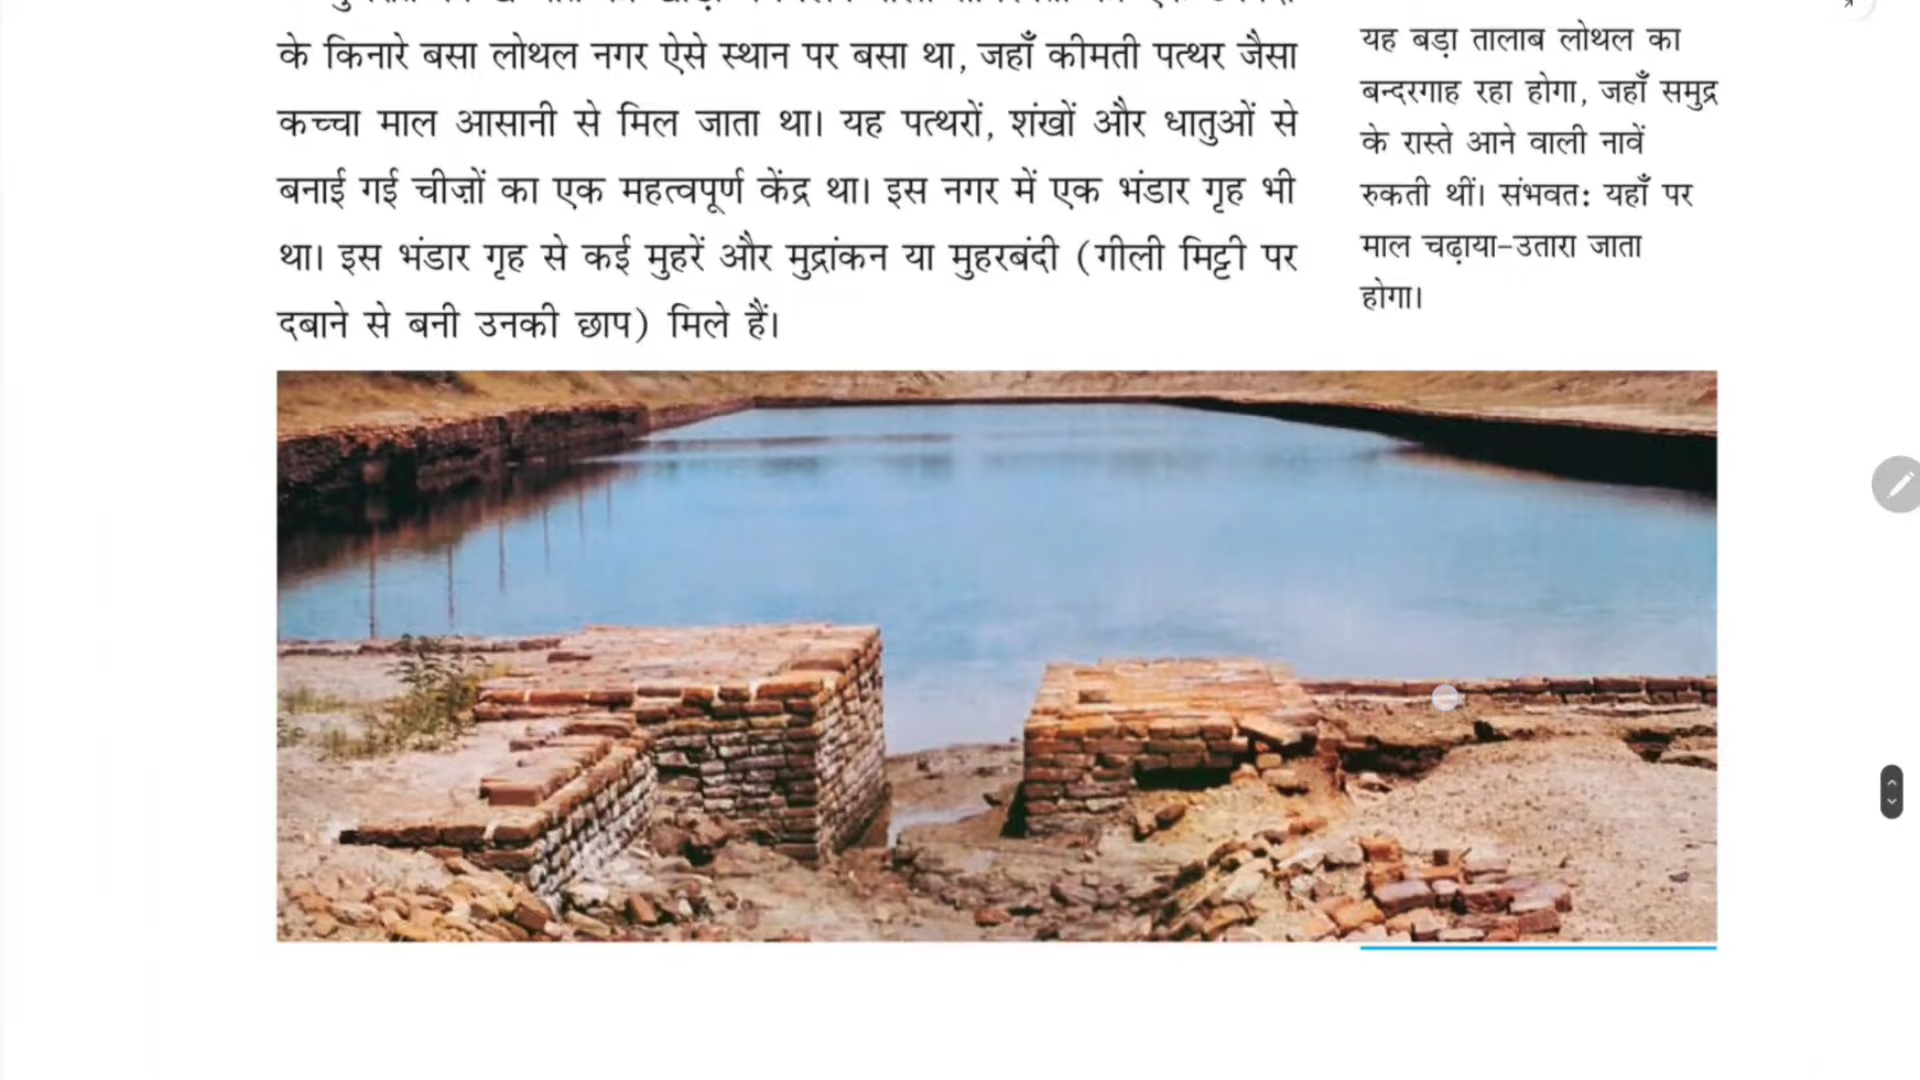 के किनारे बसा लोथल नगर ऐसे स्थान पर बसा था, जहाँ कीमती पत्थर जैसा
कच्चा माल आसानी से मिल जाता था। यह पत्थरों, शंखों और धातुओं से
बनाई गई चीज़ों का एक महत्वपूर्ण केंद्र था। इस नगर में एक भंडार गृह भी
था। इस भंडार गृह से कई मुहरें और मुद्रांकन या मुहरबंदी (गीली मिट्टी पर
दबाने से बनी उनकी छाप) मिले हैं।
यह बड़ा तालाब लोथल का
बन्दरगाह रहा होगा, जहाँ समुद्र
के रास्ते आने वाली नावें
रुकती थीं। संभवतः यहाँ पर
माल चढ़ाया-उतारा जाता
होगा।